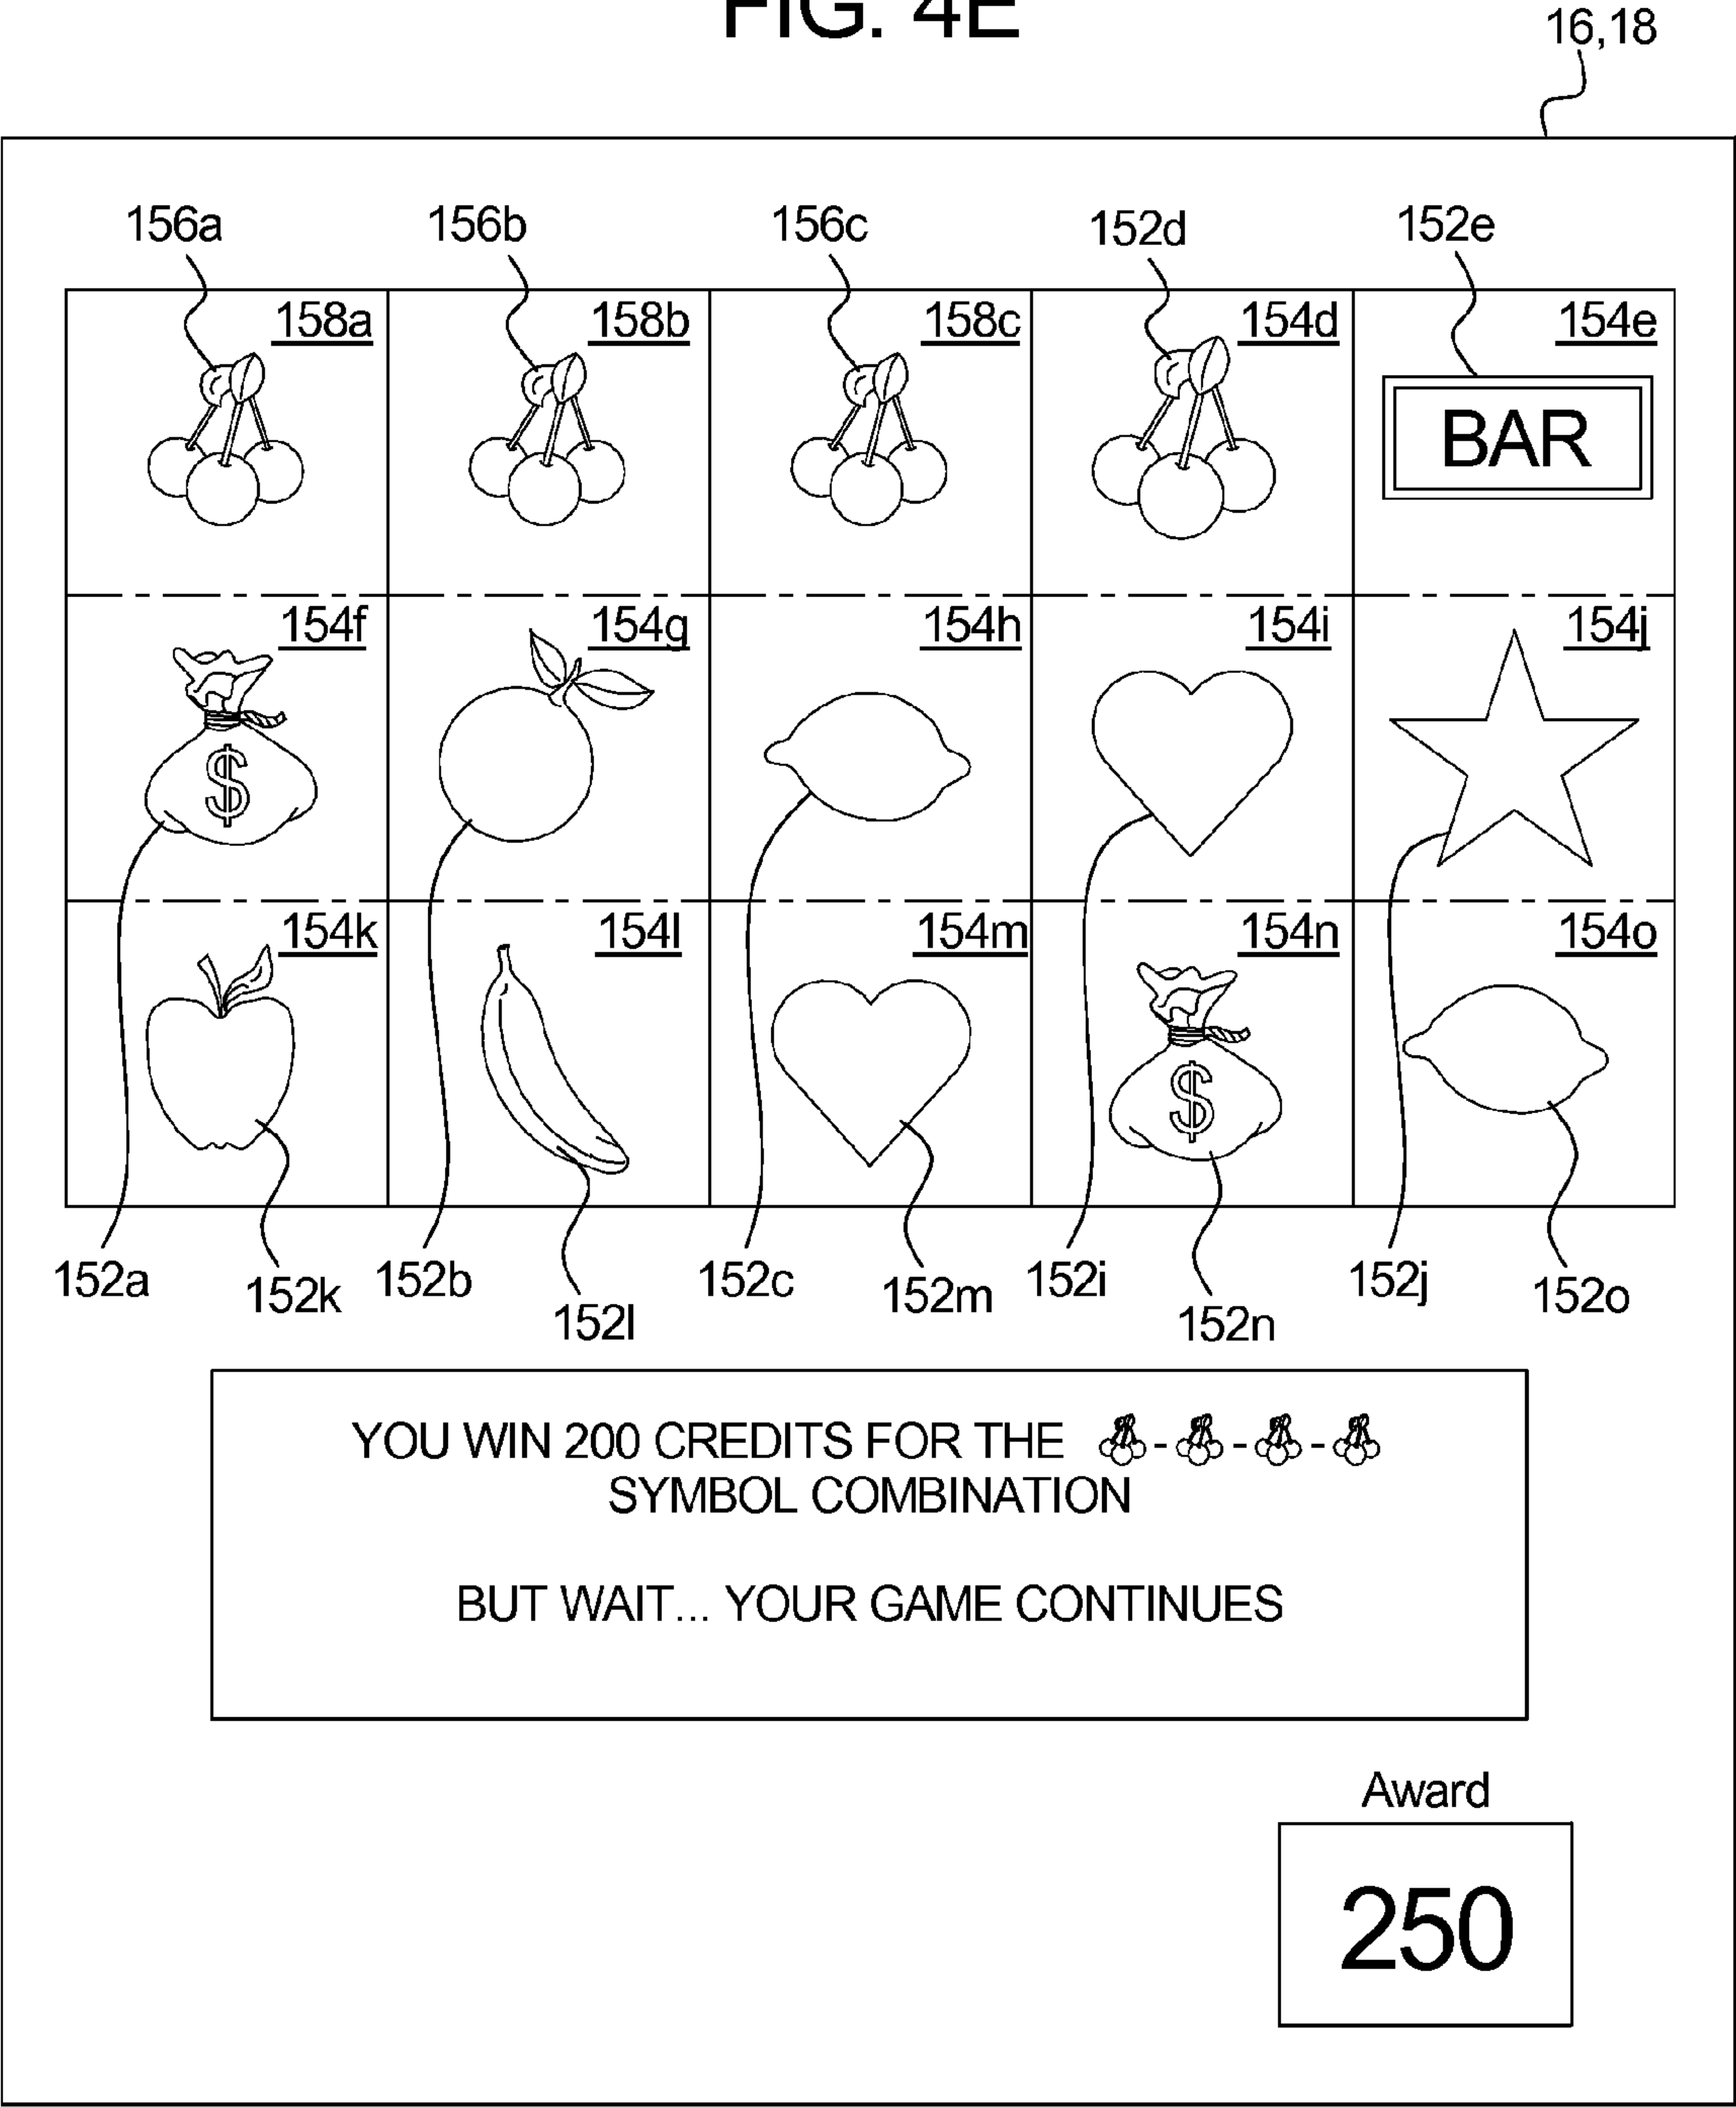 FIG. 4E
16,18
156a 156b 156c 152d 152e
158a 158b 158c 154d 154e
BAR
154f 154g 154h 154i 154j
$
154k 154l 154m 154n 154o
$
152a 152k 152b 152l 152c 152m 152i 152n 152j 152o
YOU WIN 200 CREDITS FOR THE - - -
SYMBOL COMBINATION
BUT WAIT... YOUR GAME CONTINUES
Award
250